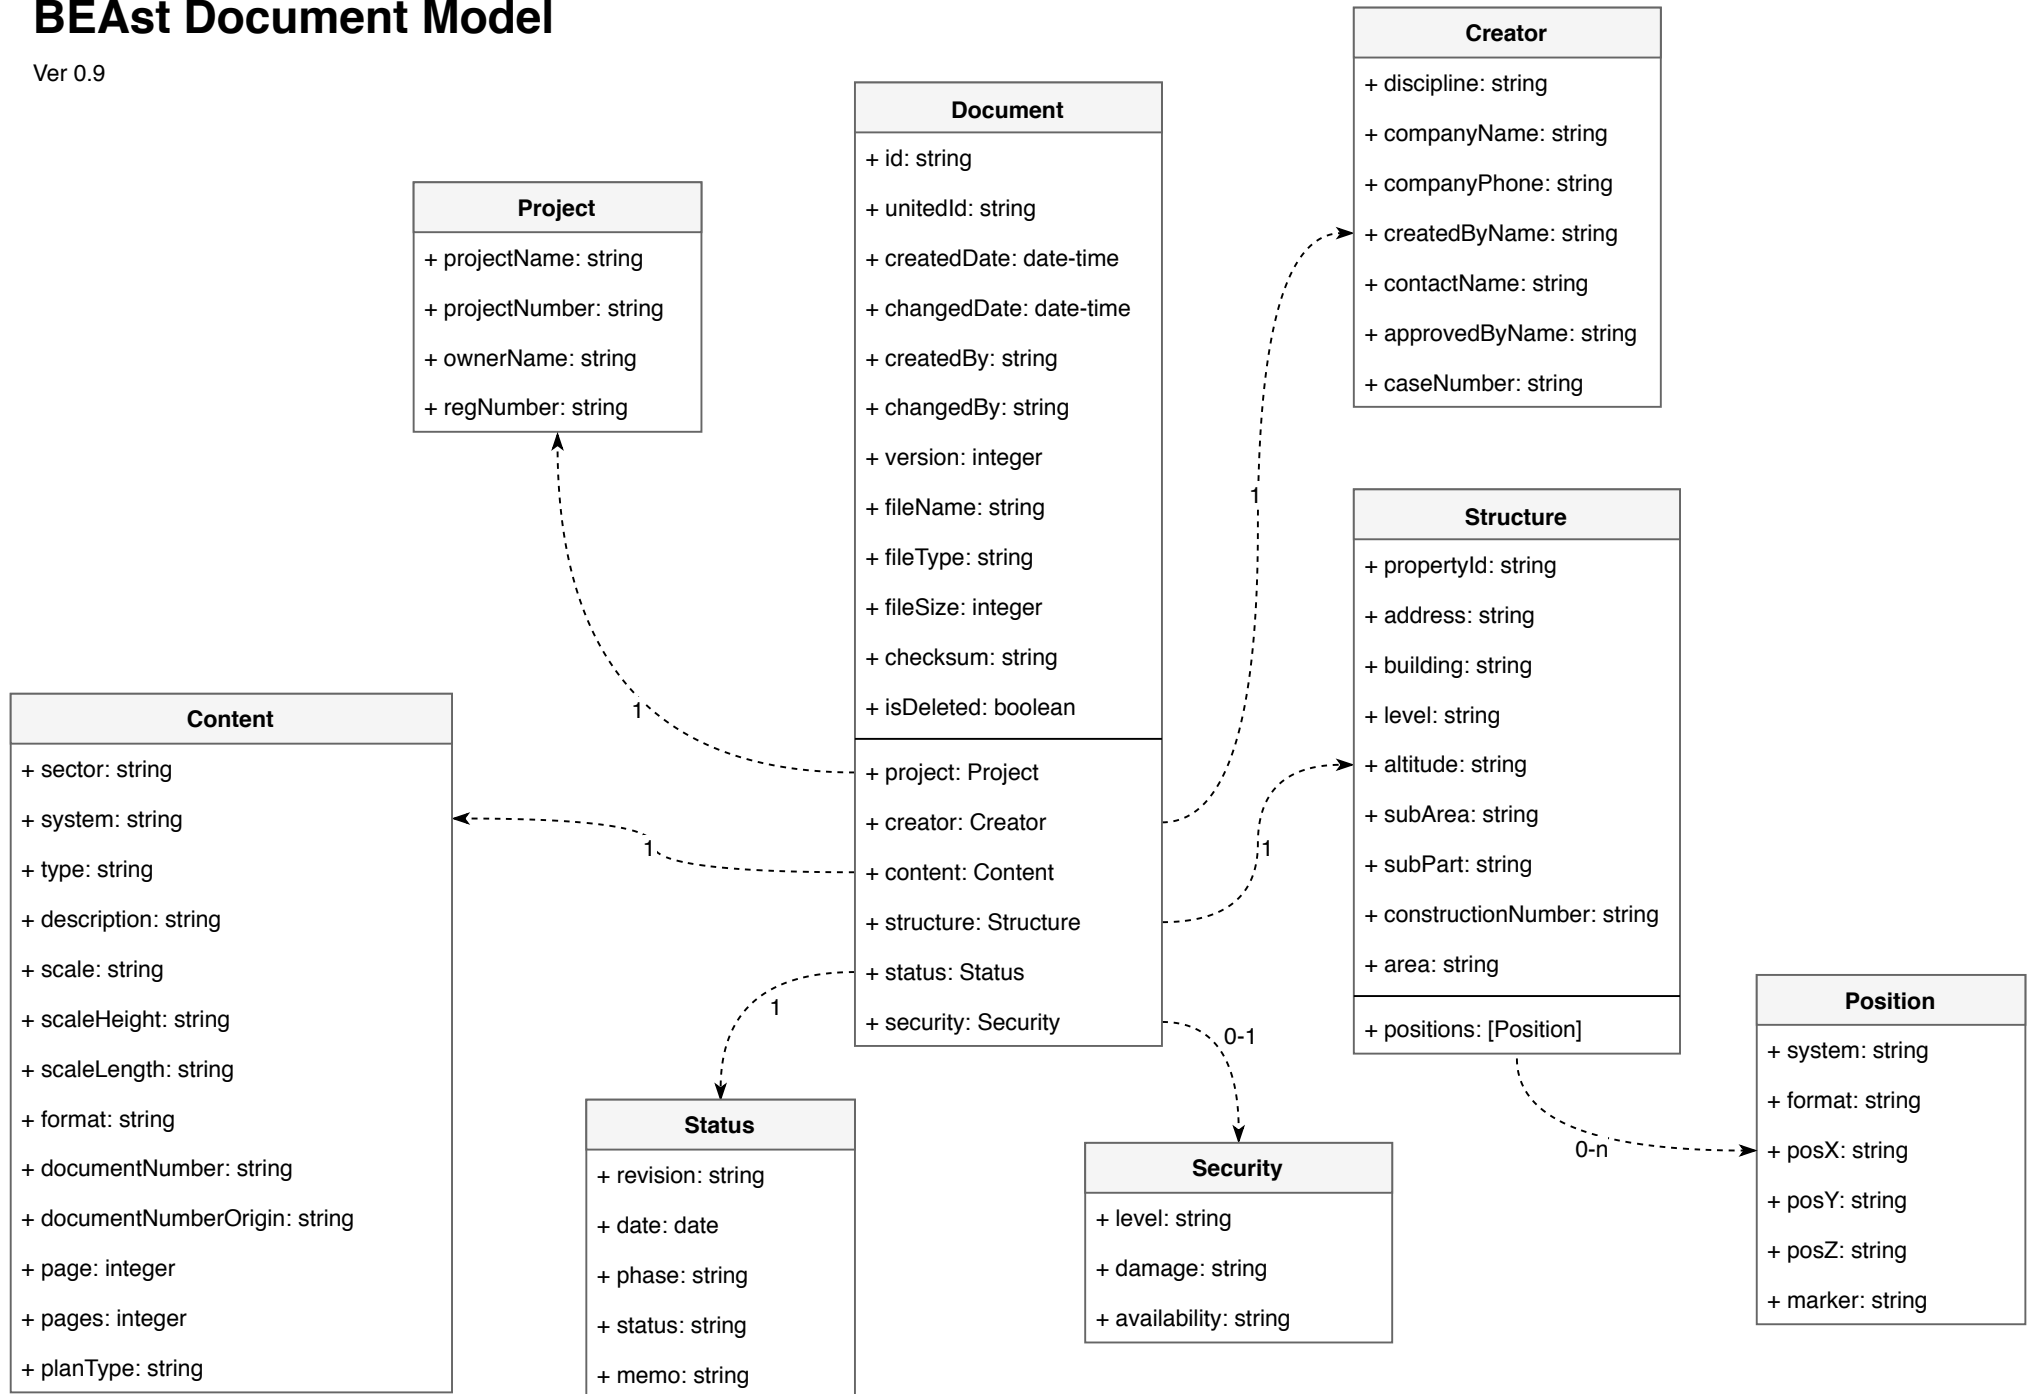 BEAst Document Model
Ver 0.9
Creator
+ discipline: string
+ companyName: string
+ companyPhone: string
+ createdByName: string
+ contactName: string
+ approvedByName: string
+ caseNumber: string
Document
+ id: string
+ unitedId: string
+ createdDate: date-time
+ changedDate: date-time
+ createdBy: string
+ changedBy: string
+ version: integer
+ fileName: string
+ fileType: string
+ fileSize: integer
+ checksum: string
+ isDeleted: boolean
+ project: Project
+ creator: Creator
+ content: Content
+ structure: Structure
+ status: Status
+ security: Security
Project
+ projectName: string
+ projectNumber: string
+ ownerName: string
+ regNumber: string
1
1
1
1
1
0-1
0-n
Structure
+ propertyId: string
+ address: string
+ building: string
+ level: string
+ altitude: string
+ subArea: string
+ subPart: string
+ constructionNumber: string
+ area: string
+ positions: [Position]
Content
+ sector: string
+ system: string
+ type: string
+ description: string
+ scale: string
+ scaleHeight: string
+ scaleLength: string
+ format: string
+ documentNumber: string
+ documentNumberOrigin: string
+ page: integer
+ pages: integer
+ planType: string
Status
+ revision: string
+ date: date
+ phase: string
+ status: string
+ memo: string
Security
+ level: string
+ damage: string
+ availability: string
Position
+ system: string
+ format: string
+ posX: string
+ posY: string
+ posZ: string
+ marker: string